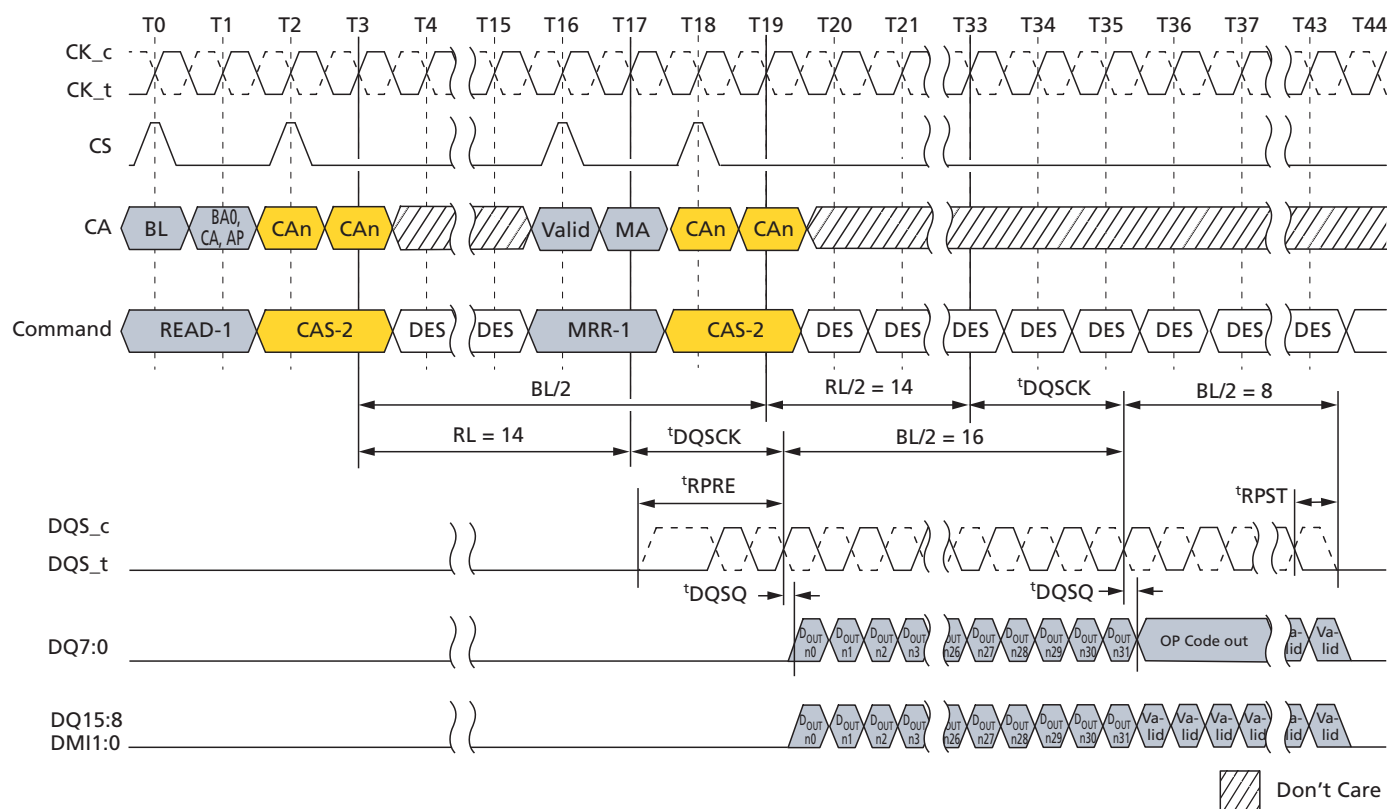 T0 T1 T2 T3 T4 T15 T16 T17 T18 T19 T20 T21 T33 T34 T35 T36 T37 T43 T44
CK_c
CK_t
CS
CA BL BA0, CA, AP CAn CAn Valid MA CAn CAn
Command READ-1 CAS-2 DES DES MRR-1 CAS-2 DES DES DES DES DES DES DES DES
BL/2 RL/2 = 14 tDQSCK BL/2 = 8
RL = 14 tDQSCK BL/2 = 16
tRPRE tRPST
DQS_c
DQS_t
tDQSQ tDQSQ
DQ7:0 DOUT n0 DOUT n1 DOUT n2 DOUT n3 DOUT n26 DOUT n27 DOUT n28 DOUT n29 DOUT n30 DOUT n31 OP Code out a-lid Va-lid
DQ15:8
DMI1:0 DOUT n0 DOUT n1 DOUT n2 DOUT n3 DOUT n26 DOUT n27 DOUT n28 DOUT n29 DOUT n30 DOUT n31 Va-lid Va-lid Va-lid Va-lid a-lid Va-lid
Don't Care